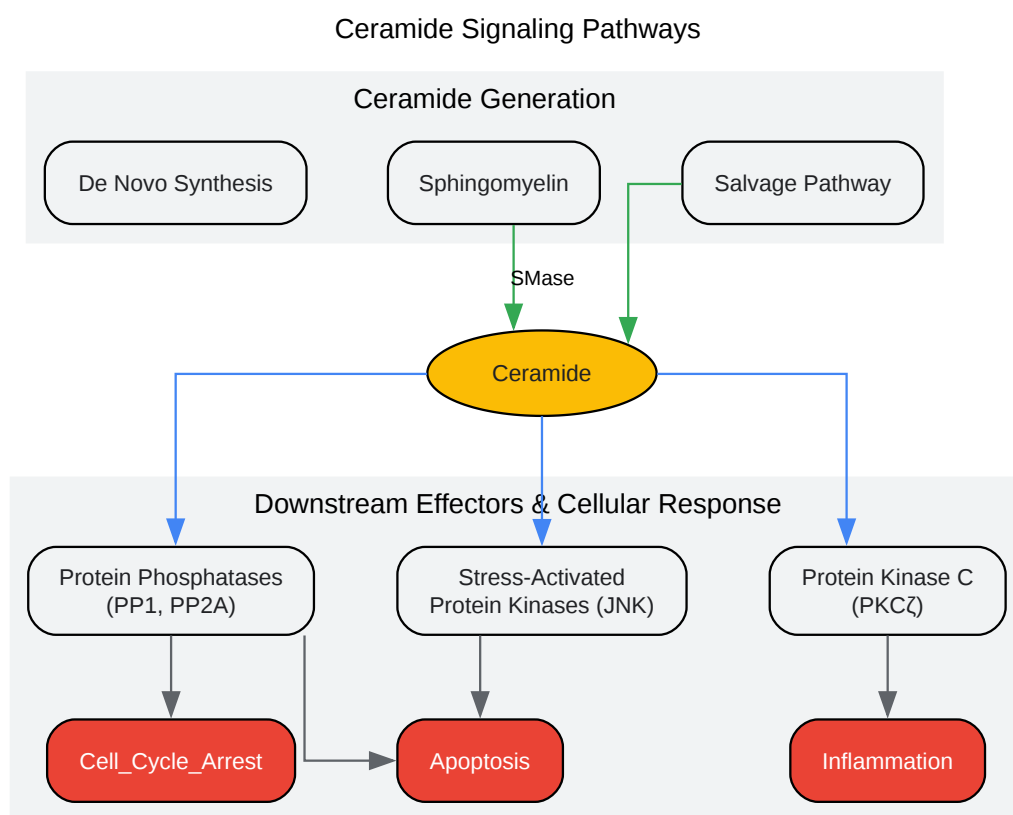 Ceramide Signaling Pathways
Ceramide Generation
De Novo Synthesis
Sphingomyelin
Salvage Pathway
SMase
Ceramide
Downstream Effectors & Cellular Response
Protein Phosphatases
(PP1, PP2A)
Stress-Activated
Protein Kinases (JNK)
Protein Kinase C
(PKCζ)
Cell_Cycle_Arrest
Apoptosis
Inflammation